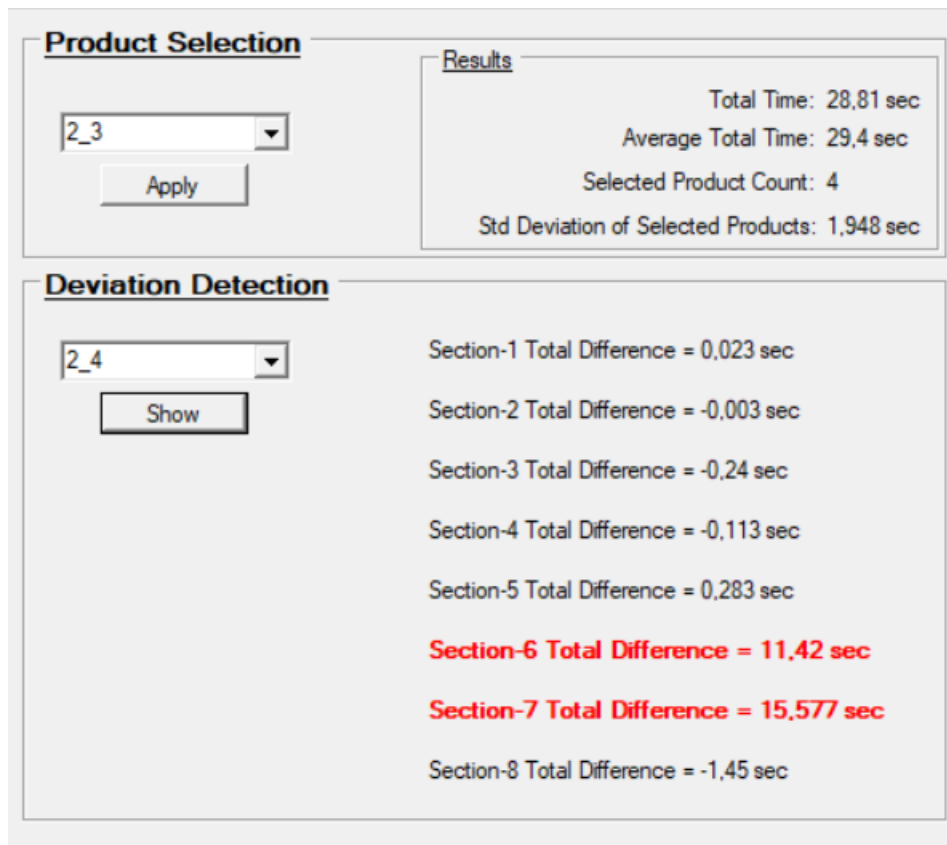 Product Selection
Results
2_3
Apply
Total Time: 28,81 sec
Average Total Time: 29,4 sec
Selected Product Count: 4
Std Deviation of Selected Products: 1,948 sec
Deviation Detection
2_4
Show
Section-1 Total Difference = 0,023 sec
Section-2 Total Difference = -0,003 sec
Section-3 Total Difference = -0,24 sec
Section-4 Total Difference = -0,113 sec
Section-5 Total Difference = 0,283 sec
Section-6 Total Difference = 11,42 sec
Section-7 Total Difference = 15,577 sec
Section-8 Total Difference = -1,45 sec